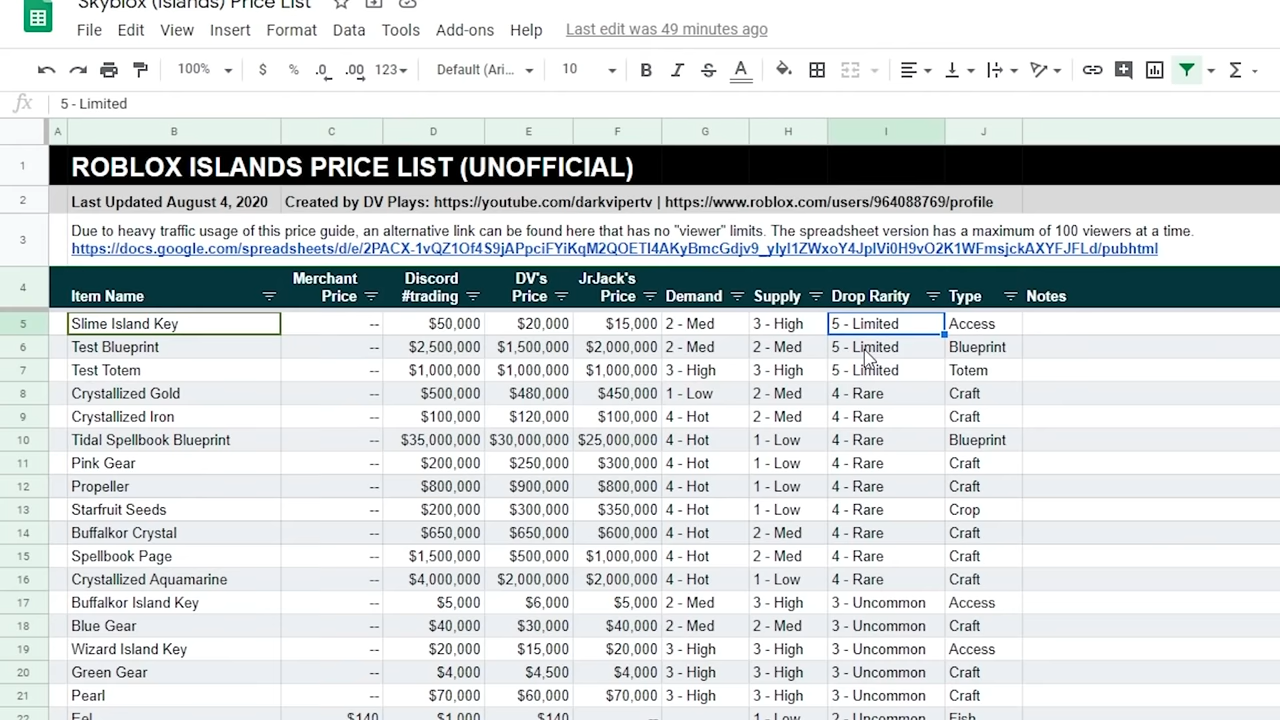 Skyblox (Islands) Price List
File Edit View Insert Format Data Tools Add-ons Help Last edit was 49 minutes ago
100% $ % .0 .00 123 Default (Ari... 10 B I S A
fx 5 - Limited
A B C D E F G H I J
1 ROBLOX ISLANDS PRICE LIST (UNOFFICIAL)
2 Last Updated August 4, 2020 Created by DV Plays: https://youtube.com/darkvipertv | https://www.roblox.com/users/964088769/profile
Due to heavy traffic usage of this price guide, an alternative link can be found here that has no "viewer" limits. The spreadsheet version has a maximum of 100 viewers at a time.
3 https://docs.google.com/spreadsheets/d/e/2PACX-1vQZ1Of4S9jAPpciFYiKqM2QOETI4AKyBmcGdjv9_yIyI1ZWxoY4JpIVi0H9vO2K1WFmsjckAXYFJFLd/pubhtml
Merchant Discord DV's JrJack's
4 Item Name Price #trading Price Price Demand Supply Drop Rarity Type Notes
5 Slime Island Key -- $50,000 $20,000 $15,000 2 - Med 3 - High 5 - Limited Access
6 Test Blueprint -- $2,500,000 $1,500,000 $2,000,000 2 - Med 2 - Med 5 - Limited Blueprint
7 Test Totem -- $1,000,000 $1,000,000 $1,000,000 3 - High 3 - High 5 - Limited Totem
8 Crystallized Gold -- $500,000 $480,000 $450,000 1 - Low 2 - Med 4 - Rare Craft
9 Crystallized Iron -- $100,000 $120,000 $100,000 4 - Hot 2 - Med 4 - Rare Craft
10 Tidal Spellbook Blueprint -- $35,000,000 $30,000,000 $25,000,000 4 - Hot 1 - Low 4 - Rare Blueprint
11 Pink Gear -- $200,000 $250,000 $300,000 4 - Hot 1 - Low 4 - Rare Craft
12 Propeller -- $800,000 $900,000 $800,000 4 - Hot 1 - Low 4 - Rare Craft
13 Starfruit Seeds -- $200,000 $300,000 $350,000 4 - Hot 1 - Low 4 - Rare Crop
14 Buffalkor Crystal -- $650,000 $650,000 $600,000 4 - Hot 2 - Med 4 - Rare Craft
15 Spellbook Page -- $1,500,000 $500,000 $1,000,000 4 - Hot 2 - Med 4 - Rare Craft
16 Crystallized Aquamarine -- $4,000,000 $2,000,000 $2,000,000 4 - Hot 1 - Low 4 - Rare Craft
17 Buffalkor Island Key -- $5,000 $6,000 $5,000 2 - Med 3 - High 3 - Uncommon Access
18 Blue Gear -- $40,000 $30,000 $40,000 2 - Med 2 - Med 3 - Uncommon Craft
19 Wizard Island Key -- $20,000 $15,000 $20,000 3 - High 3 - High 3 - Uncommon Access
20 Green Gear -- $4,000 $4,500 $4,000 3 - High 3 - High 3 - Uncommon Craft
21 Pearl -- $70,000 $60,000 $70,000 3 - High 3 - High 3 - Uncommon Craft
22 Eel $140 $1,000 $140 -- 1 - Low 2 - Uncommon Fish